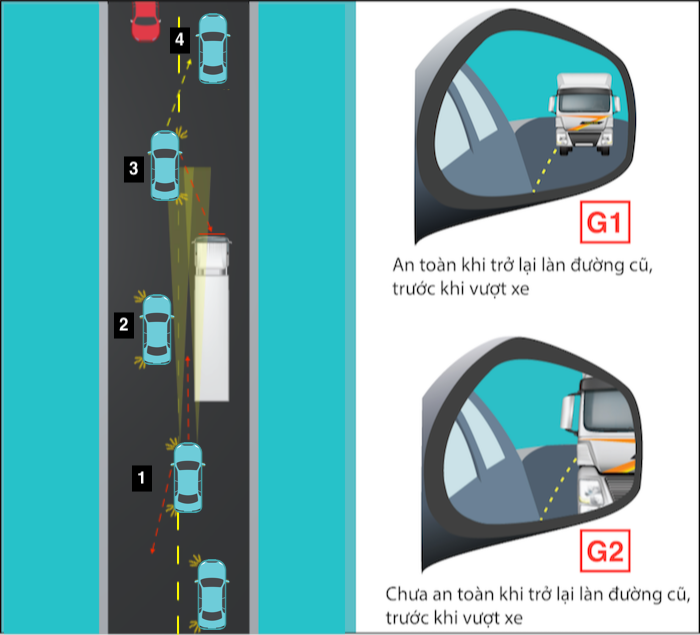 4
3
2
1
G1
An toàn khi trở lại làn đường cũ,
trước khi vượt xe
G2
Chưa an toàn khi trở lại làn đường cũ,
trước khi vượt xe